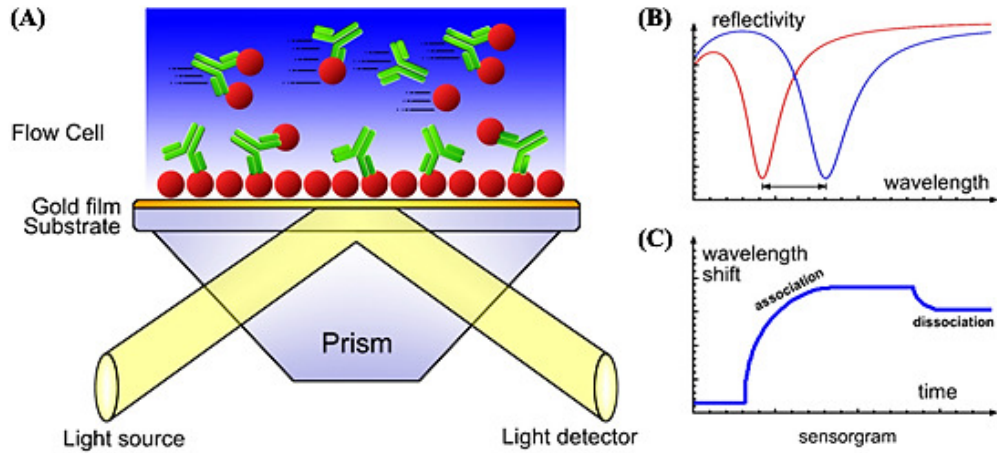 (A)
Flow Cell
Gold film
Substrate
Prism
Light source
Light detector
(B)
reflectivity
wavelength
(C)
wavelength
shift
association
dissociation
time
sensorgram